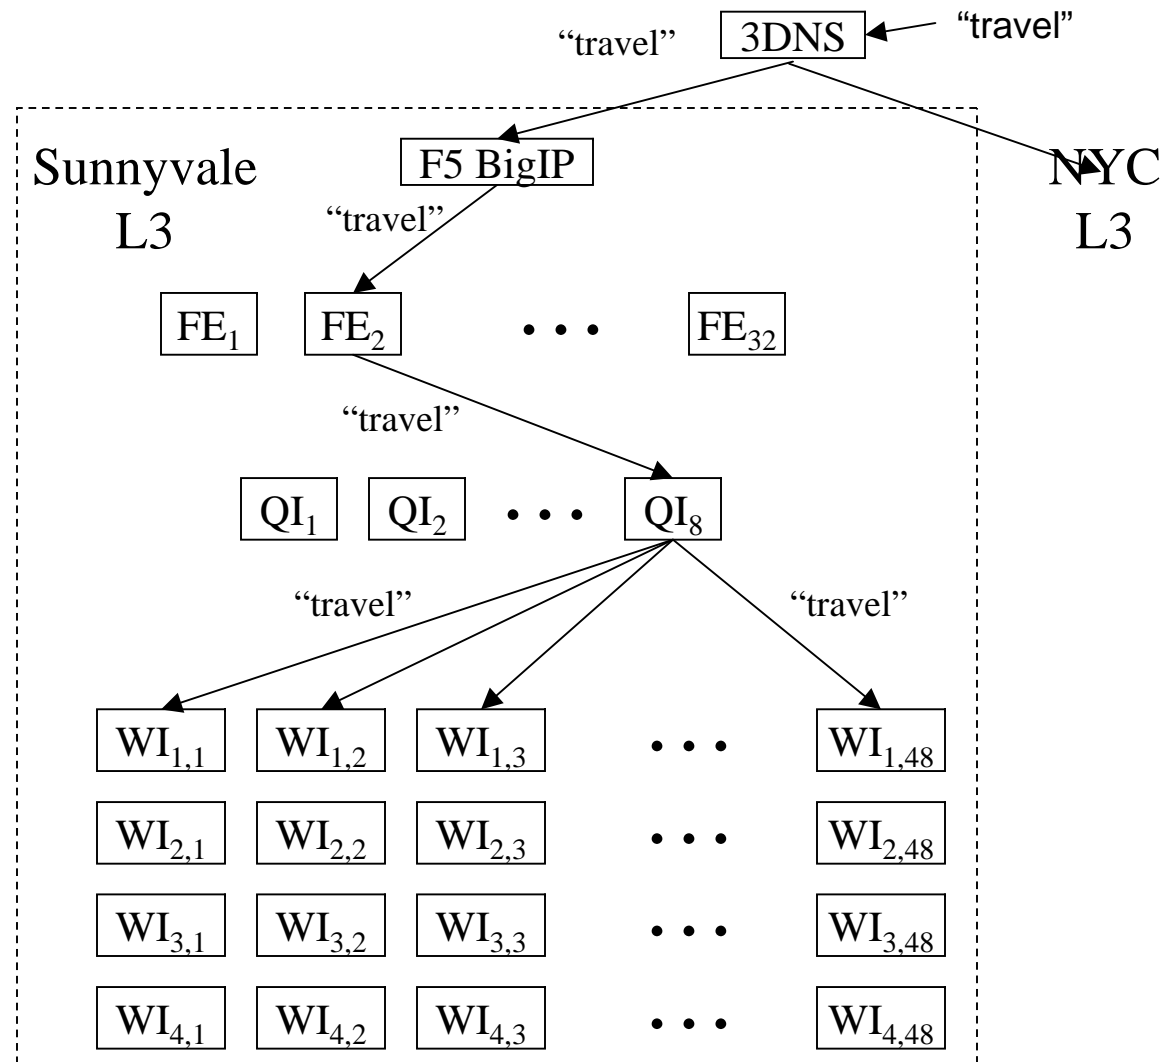 “travel”
3DNS
“travel”
Sunnyvale
L3
F5 BigIP
NYC
L3
“travel”
FE1 FE2 • • • FE32
“travel”
QI1 QI2 • • • QI8
“travel” “travel”
WI1,1 WI1,2 WI1,3 • • • WI1,48
WI2,1 WI2,2 WI2,3 • • • WI2,48
WI3,1 WI3,2 WI3,3 • • • WI3,48
WI4,1 WI4,2 WI4,3 • • • WI4,48